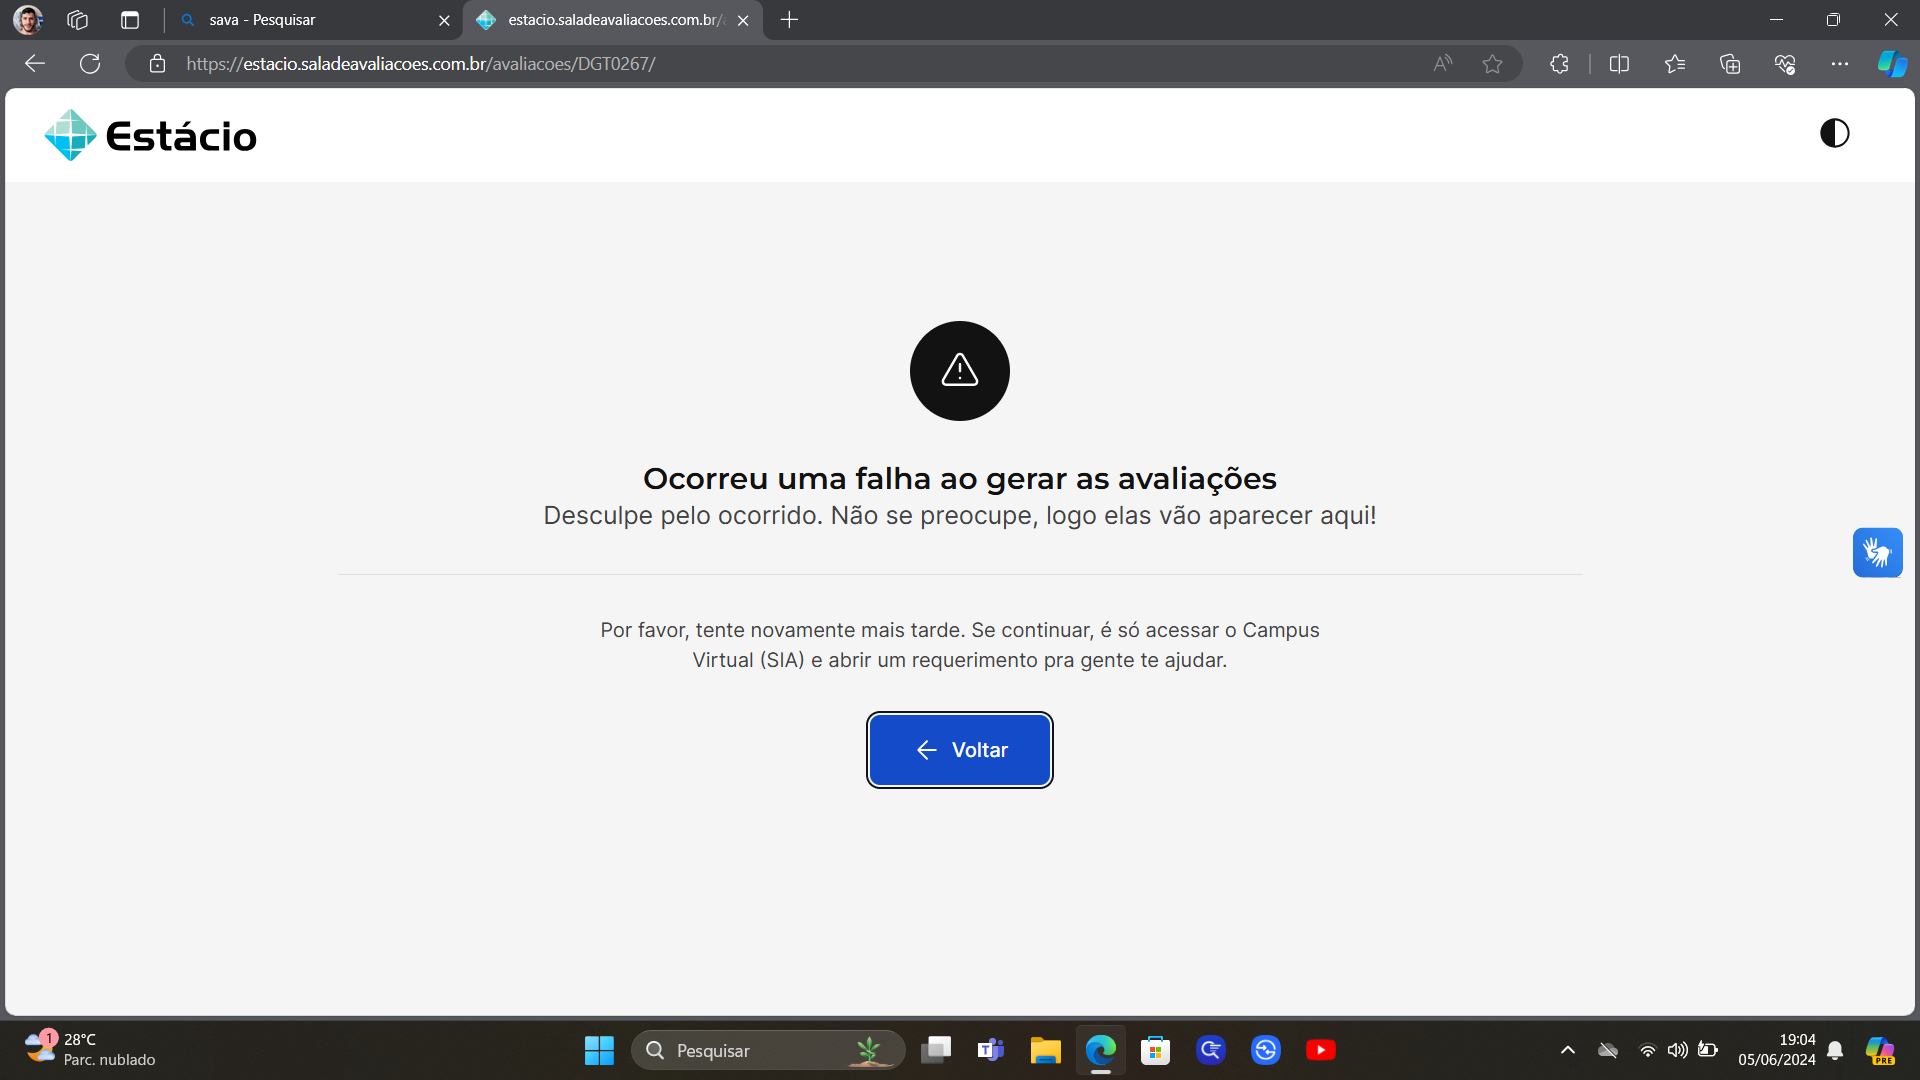 sava - Pesquisar
estacio.saladeavaliacoes.com.br/
https://estacio.saladeavaliacoes.com.br/avaliacoes/DGT0267/
Estácio
Ocorreu uma falha ao gerar as avaliações
Desculpe pelo ocorrido. Não se preocupe, logo elas vão aparecer aqui!
Por favor, tente novamente mais tarde. Se continuar, é só acessar o Campus
Virtual (SIA) e abrir um requerimento pra gente te ajudar.
Voltar
1
28°C
Parc. nublado
Pesquisar
19:04
05/06/2024
PRE